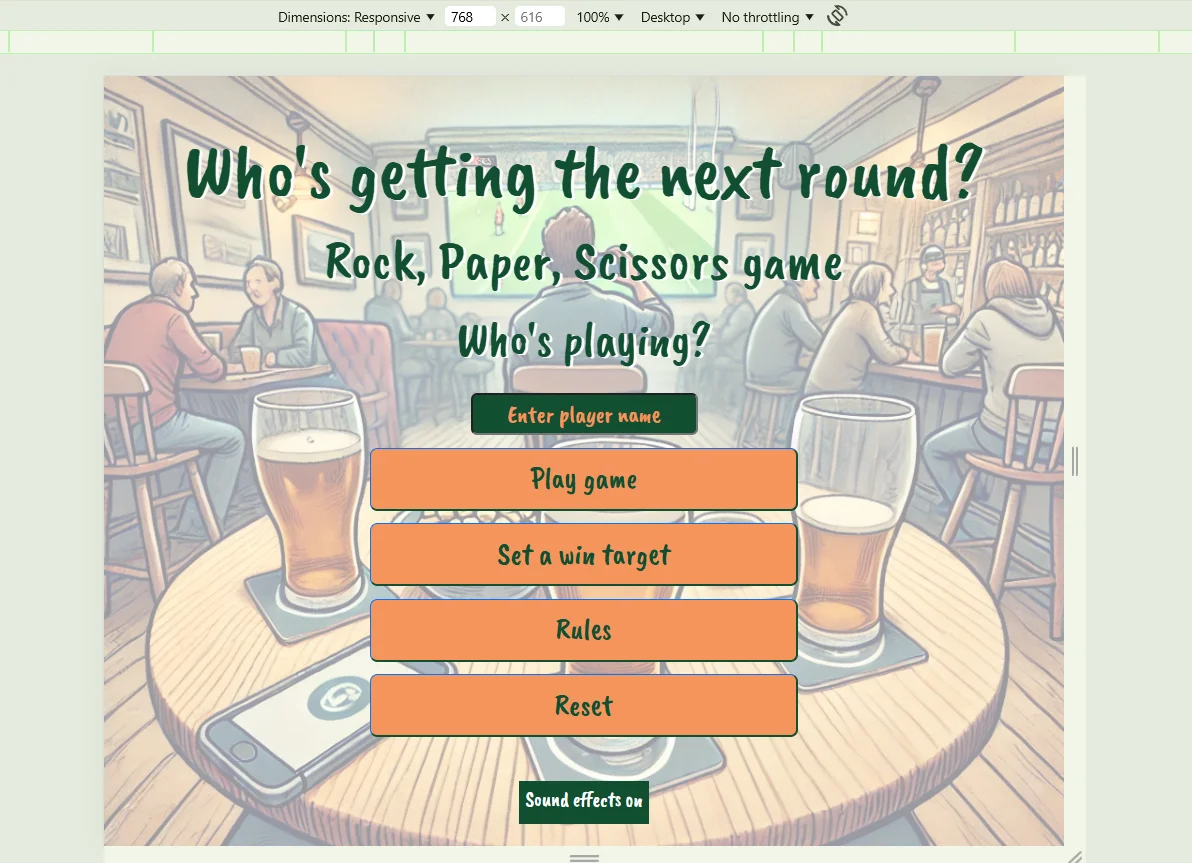 Dimensions: Responsive ▼ 768 × 616 100% ▼ Desktop ▼ No throttling ▼
Who's getting the next round?
Rock, Paper, Scissors game
Who's playing?
Enter player name
Play game
Set a win target
Rules
Reset
Sound effects on